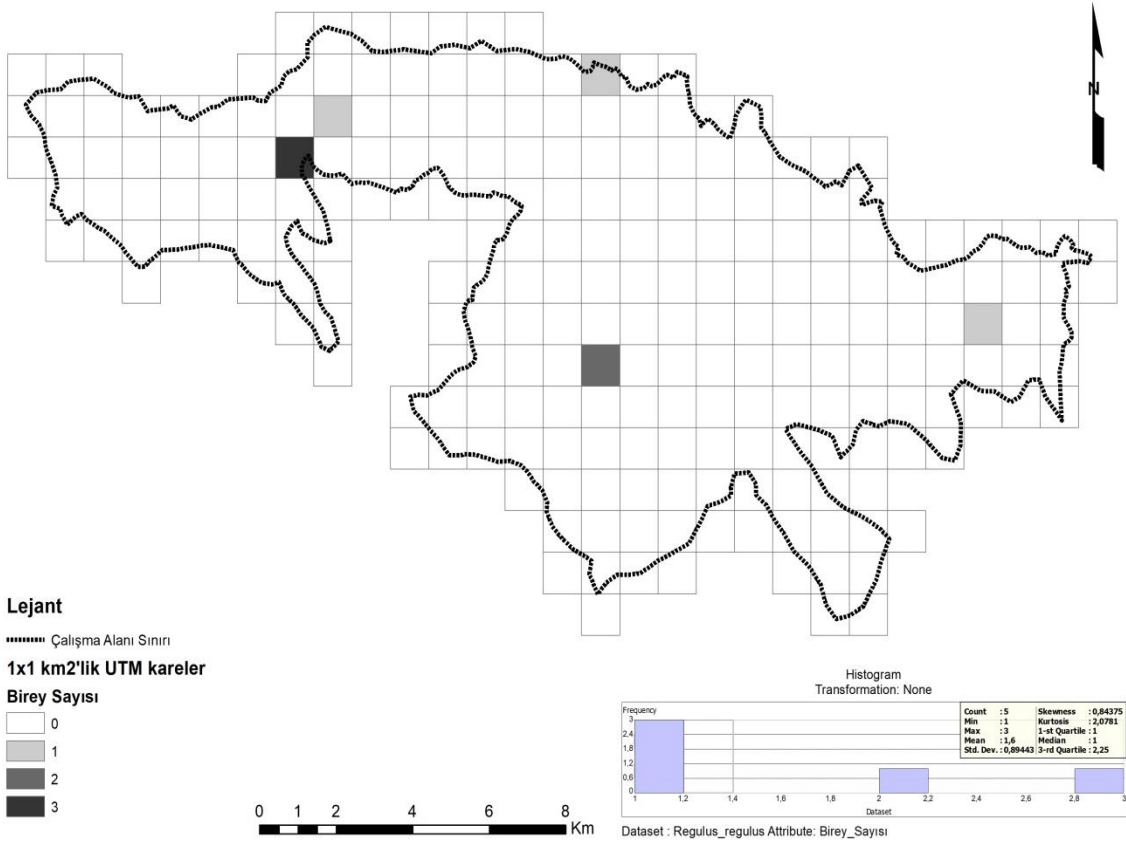 N
Lejant
Çalışma Alanı Sınırı
1x1 km2'lik UTM kareler
Birey Sayısı
0
1
2
3
0 1 2 4 6 8
Km
Histogram
Transformation: None
Frequency
3
2,4
1,8
1,2
0,6
0
1 1,2 1,4 1,6 1,8 2 2,2 2,4 2,6 2,8 3
Dataset
Count : 5 Skewness : 0,84375
Min : 1 Kurtosis : 2,0781
Max : 3 1-st Quartile : 1
Mean : 1,6 Median : 1
Std. Dev. : 0,89443 3-rd Quartile : 2,25
Dataset : Regulus_regulus Attribute: Birey_Sayısı